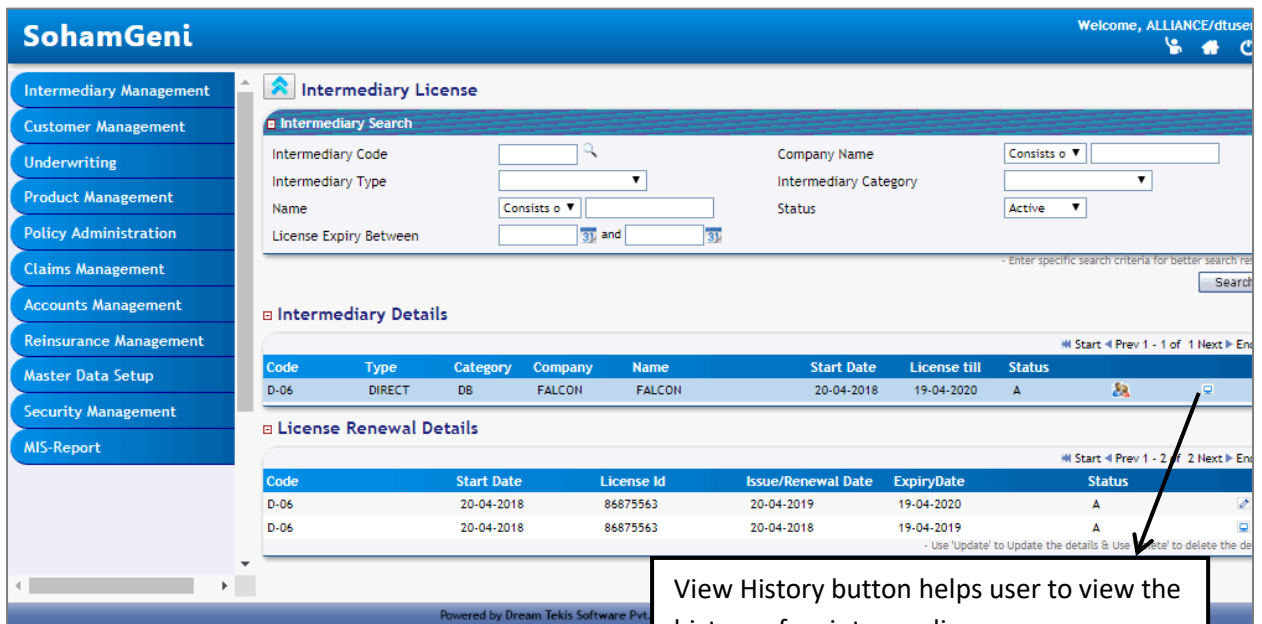 SohamGeni
Welcome, ALLIANCE/dtuser
Intermediary Management
Customer Management
Underwriting
Product Management
Policy Administration
Claims Management
Accounts Management
Reinsurance Management
Master Data Setup
Security Management
MIS-Report
Intermediary License
Intermediary Search
Intermediary Code
Company Name Consists o
Intermediary Type
Intermediary Category
Name Consists o
Status Active
License Expiry Between 31 and 31
- Enter specific search criteria for better search res
Search
Intermediary Details
Start Prev 1 - 1 of 1 Next End
Code Type Category Company Name Start Date License till Status
D-06 DIRECT DB FALCON FALCON 20-04-2018 19-04-2020 A
License Renewal Details
Start Prev 1 - 2 of 2 Next End
Code Start Date License Id Issue/Renewal Date ExpiryDate Status
D-06 20-04-2018 86875563 20-04-2019 19-04-2020 A
D-06 20-04-2018 86875563 20-04-2018 19-04-2019 A
- Use 'Update' to Update the details & Use 'Delete' to delete the de
View History button helps user to view the
Powered by Dream Tekis Software Pvt.